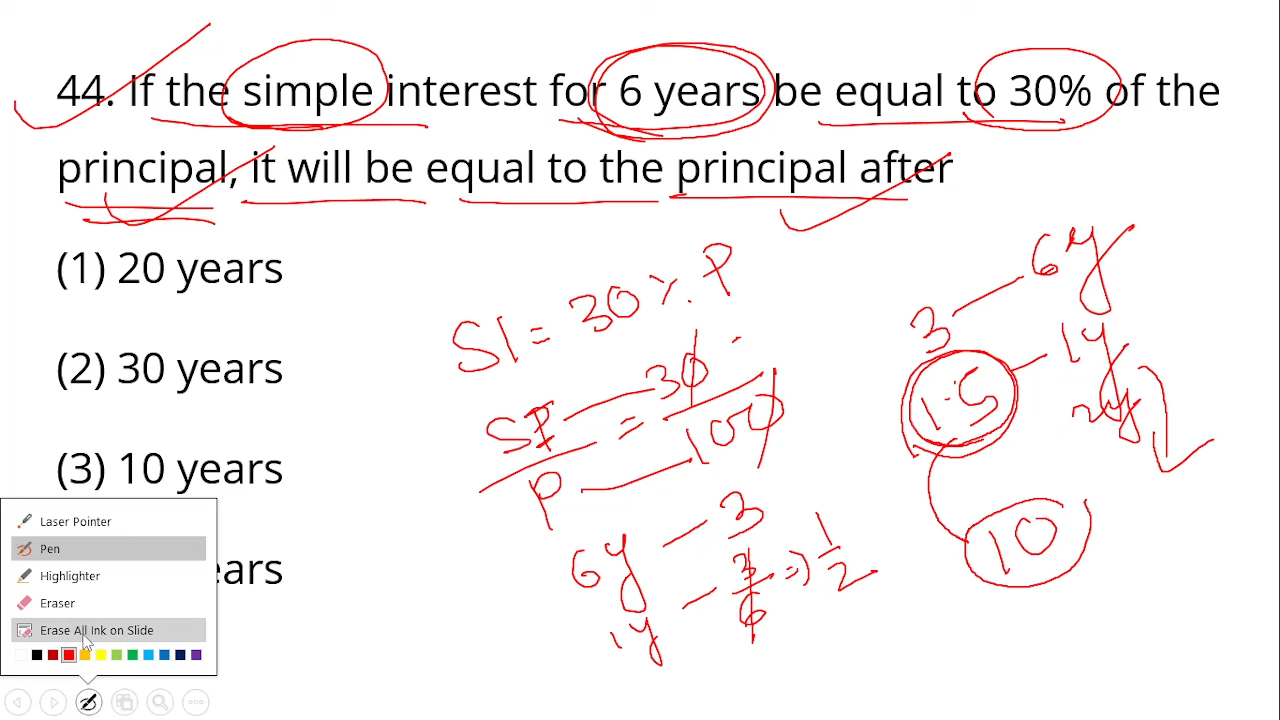 44. If the simple interest for 6 years be equal to 30% of the
principal, it will be equal to the principal after
(1) 20 years
(2) 30 years
(3) 10 years
ears
SI = 30 % P
SI = 30
P 100
6y - 3
1y - 3/6 => 1/2
6y
3
1y
1.5
2y
10
Laser Pointer
Pen
Highlighter
Eraser
Erase All Ink on Slide